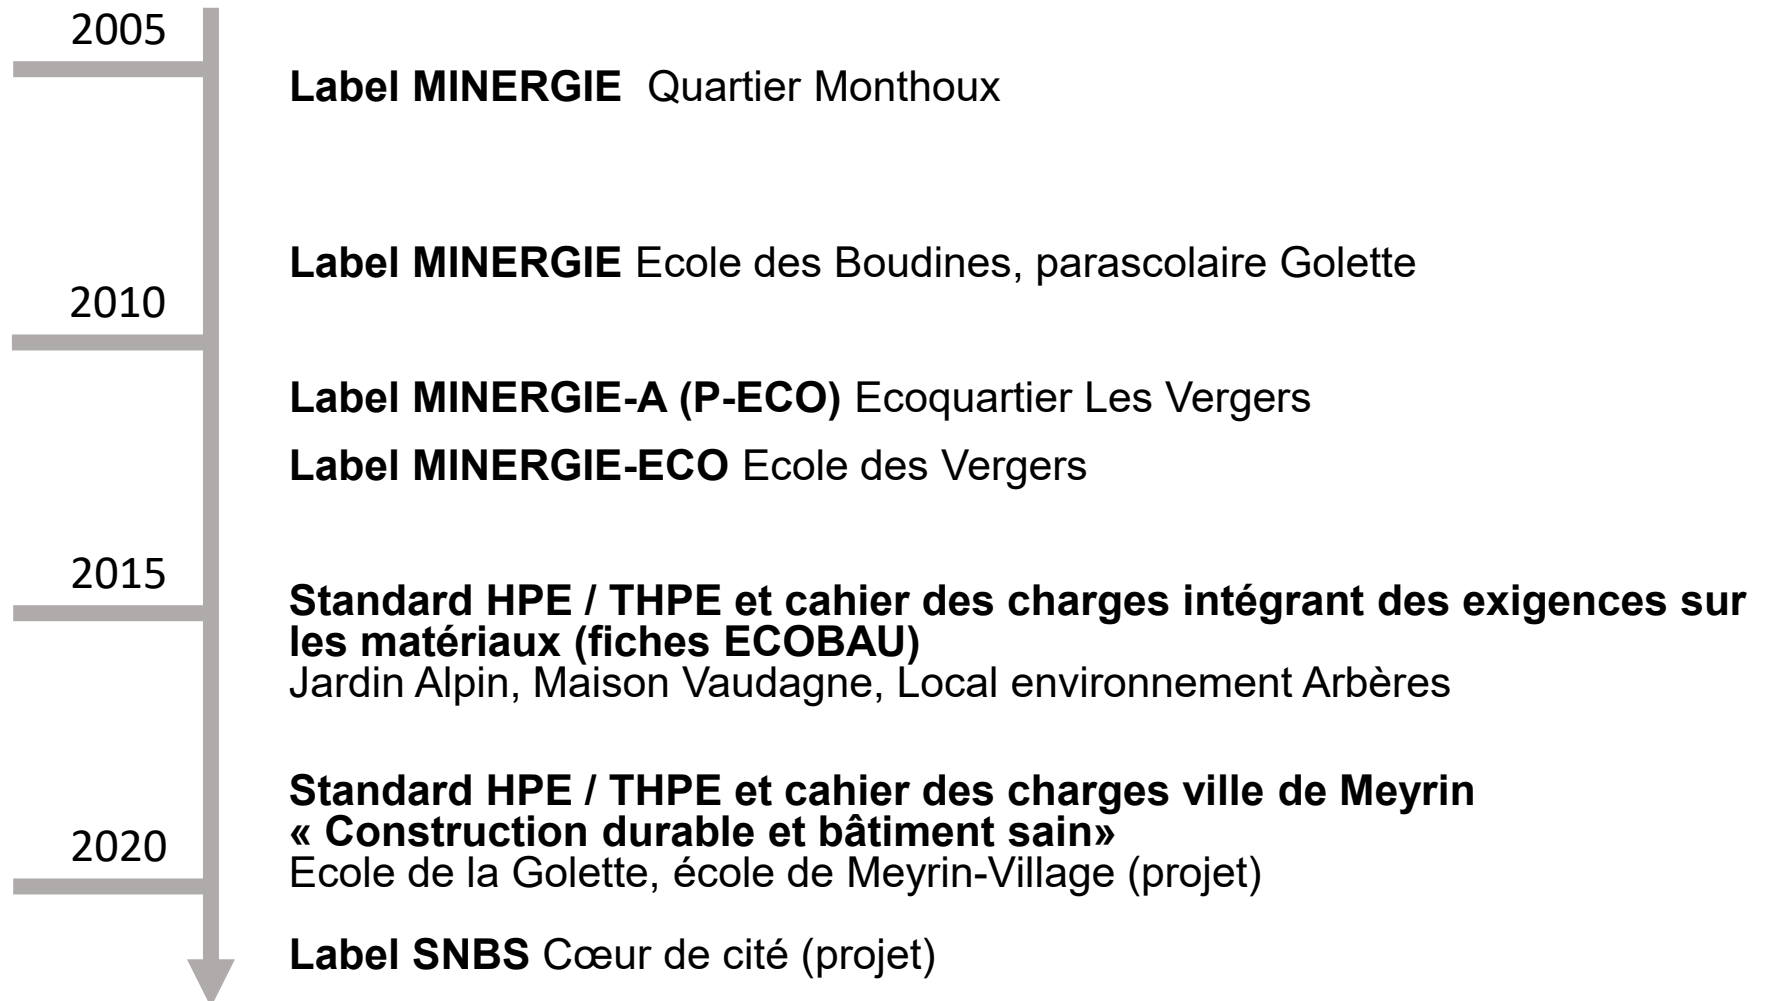 2005
Label MINERGIE  Quartier Monthoux
Label MINERGIE Ecole des Boudines, parascolaire Golette
2010
Label MINERGIE-A (P-ECO) Ecoquartier Les Vergers
Label MINERGIE-ECO Ecole des Vergers
2015
Standard HPE / THPE et cahier des charges intégrant des exigences sur
les matériaux (fiches ECOBAU)
Jardin Alpin, Maison Vaudagne, Local environnement Arbères
Standard HPE / THPE et cahier des charges ville de Meyrin
« Construction durable et bâtiment sain»
2020
Ecole de la Golette, école de Meyrin-Village (projet)
Label SNBS Cœur de cité (projet)